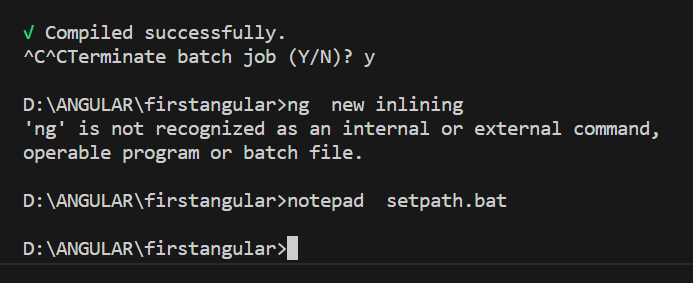 √ Compiled successfully.
^C^CTerminate batch job (Y/N)? y
D:\ANGULAR\firstangular>ng  new inlining
'ng' is not recognized as an internal or external command,
operable program or batch file.
D:\ANGULAR\firstangular>notepad  setpath.bat
D:\ANGULAR\firstangular>